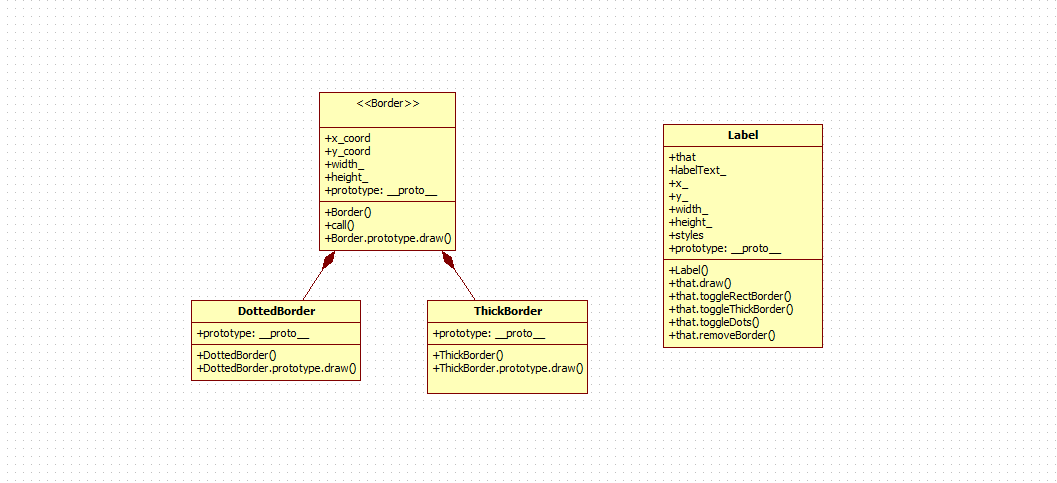 <<Border>>
+x_coord
+y_coord
+width_
+height_
+prototype: __proto__
+Border()
+call()
+Border.prototype.draw()
Label
+that
+labelText_
+x_
+y_
+width_
+height_
+styles
+prototype: __proto__
+Label()
+that.draw()
+that.toggleRectBorder()
+that.toggleThickBorder()
+that.toggleDots()
+that.removeBorder()
DottedBorder
+prototype: __proto__
+DottedBorder()
+DottedBorder.prototype.draw()
ThickBorder
+prototype: __proto__
+ThickBorder()
+ThickBorder.prototype.draw()